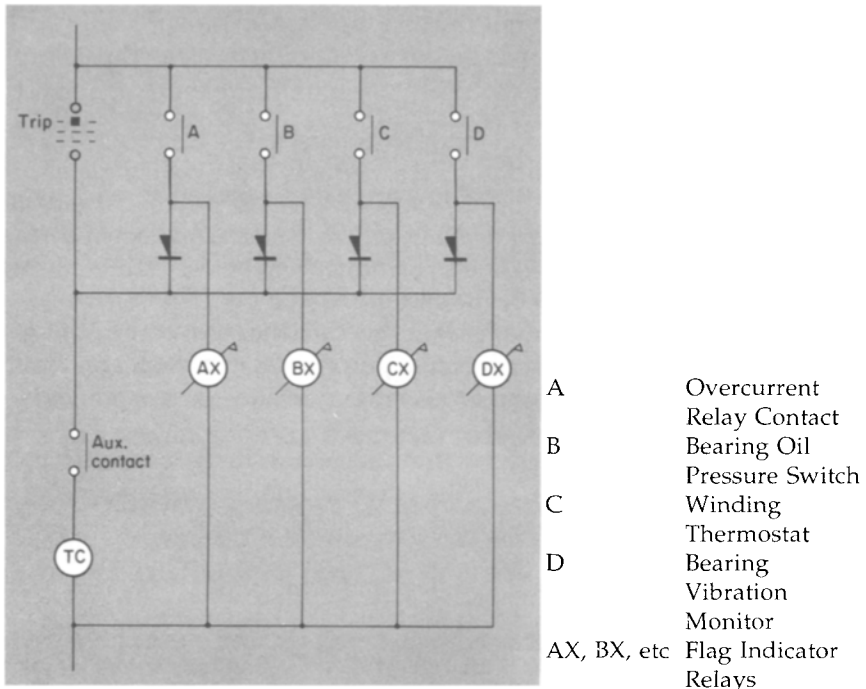 Trip
A
B
C
D
AX
BX
CX
DX
Aux.
contact
TC
A Overcurrent
Relay Contact
B Bearing Oil
Pressure Switch
C Winding
Thermostat
D Bearing
Vibration
Monitor
AX, BX, etc Flag Indicator
Relays